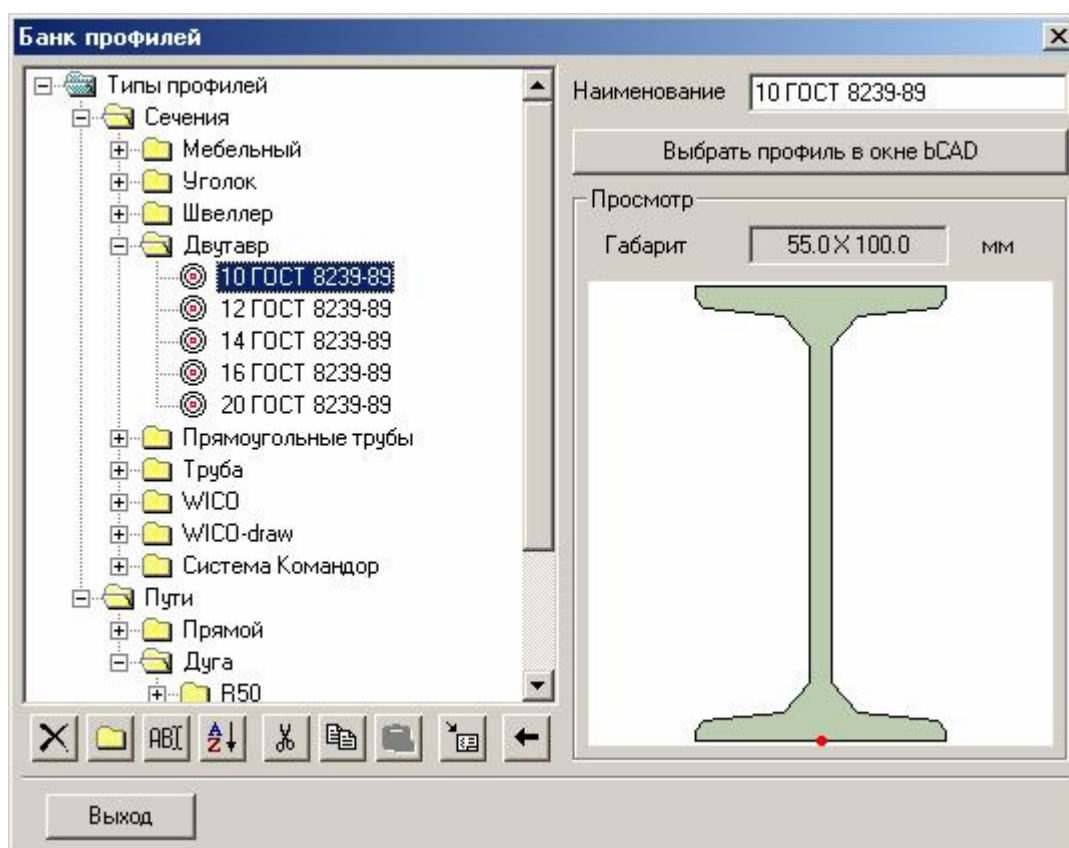 Банк профилей
Типы профилей
Сечения
Мебельный
Уголок
Швеллер
Двутавр
10 ГОСТ 8239-89
12 ГОСТ 8239-89
14 ГОСТ 8239-89
16 ГОСТ 8239-89
20 ГОСТ 8239-89
Прямоугольные трубы
Труба
WICO
WICO-draw
Система Командор
Пути
Прямой
Дуга
R50
Наименование 10 ГОСТ 8239-89
Выбрать профиль в окне bCAD
Просмотр
Габарит 55.0 X 100.0 мм
ABI
AZ
Выход